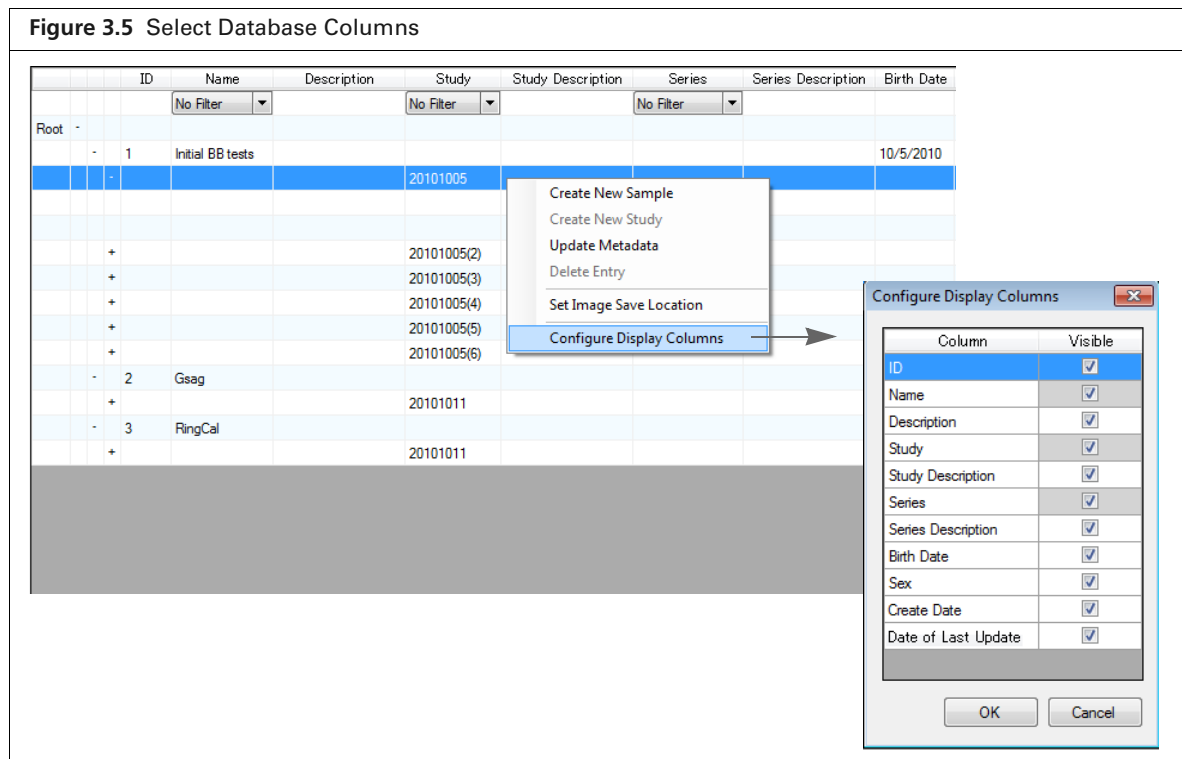 Figure 3.5 Select Database Columns
ID Name Description Study Study Description Series Series Description Birth Date
No Filter No Filter No Filter
Root -
- 1 Initial BB tests 10/5/2010
- 20101005
+ 20101005(2)
+ 20101005(3)
+ 20101005(4)
+ 20101005(5)
+ 20101005(6)
- 2 Gsag
+ 20101011
- 3 RingCal
+ 20101011
Create New Sample
Create New Study
Update Metadata
Delete Entry
Set Image Save Location
Configure Display Columns
Configure Display Columns
Column Visible
ID
Name
Description
Study
Study Description
Series
Series Description
Birth Date
Sex
Create Date
Date of Last Update
OK Cancel